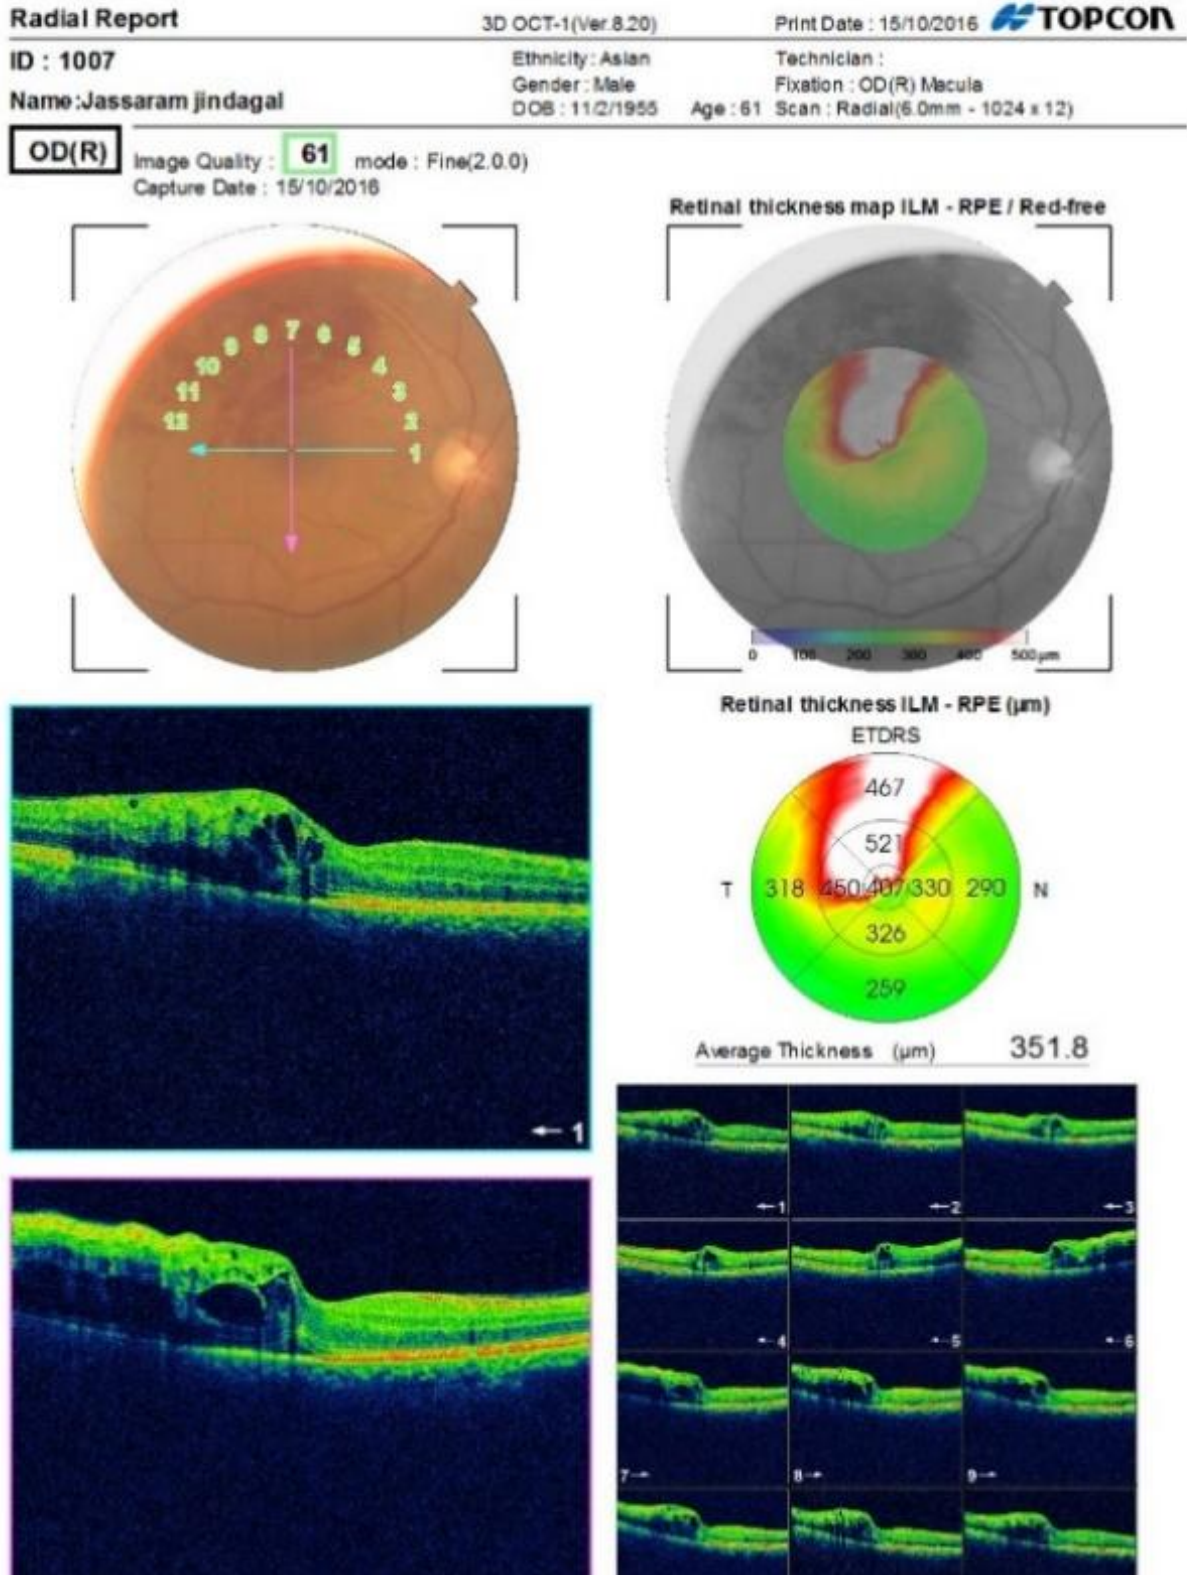 Radial Report 3D OCT-1(Ver.8.20) Print Date : 15/10/2016 TOPCON
ID : 1007 Ethnicity : Asian Technician :
Gender : Male Fixation : OD(R) Macula
Name:Jassaram jindagal DOB : 11/2/1955 Age : 61 Scan : Radial(6.0mm - 1024 x 12)
OD(R) Image Quality : 61 mode : Fine(2.0.0)
Capture Date : 15/10/2016
Retinal thickness map ILM - RPE / Red-free
7
8 6
9 5
10 4
11 3
12 2
1
0 100 200 300 400 500 µm
Retinal thickness ILM - RPE (µm)
ETDRS
467
521
T 318 450 407 330 290 N
326
259
Average Thickness (µm) 351.8
← 1
←1 ←2 ←3
←4 ←5 ←6
7→ 8→ 9→